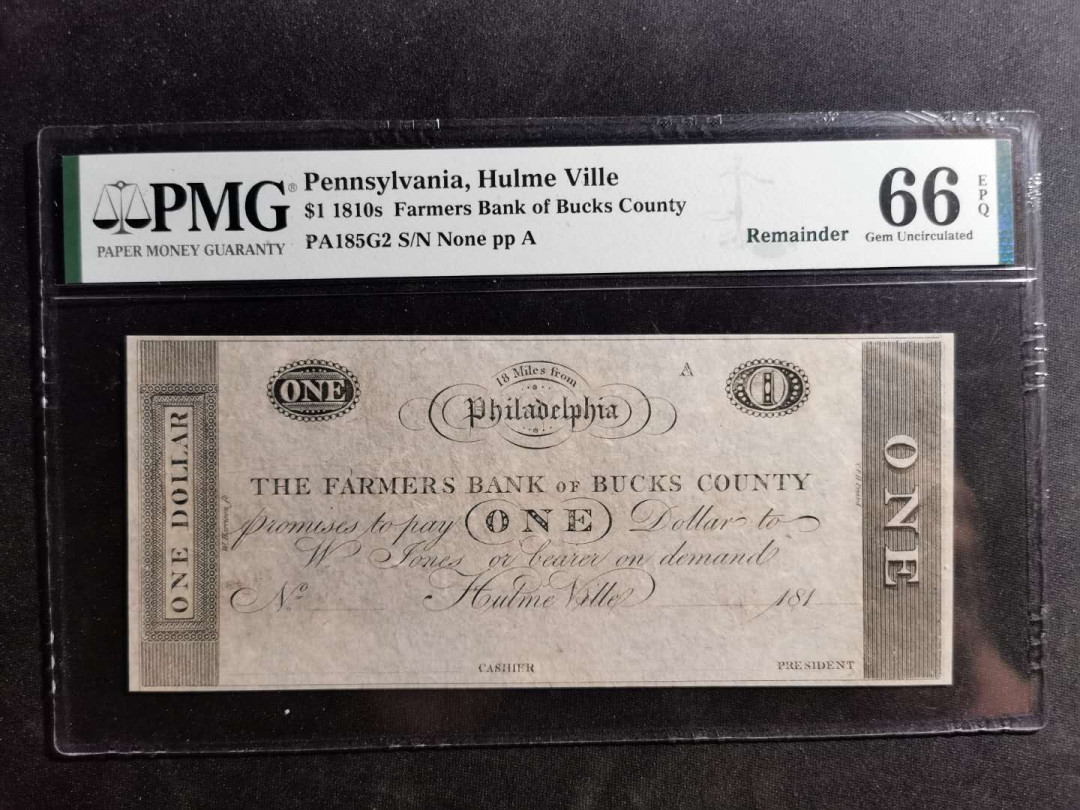 PMG®
PAPER MONEY GUARANTY
Pennsylvania, Hulme Ville
$1 1810s Farmers Bank of Bucks County
PA185G2 S/N None pp A
Remainder
66
EPQ
Gem Uncirculated
ONE
18 Miles from
Philadelphia
A
1
ONE DOLLAR
THE FARMERS BANK OF BUCKS COUNTY
promises to pay ONE Dollar to
W Jones or bearer on demand
No Hulme Ville 181
CASHIER
PRESIDENT
ONE